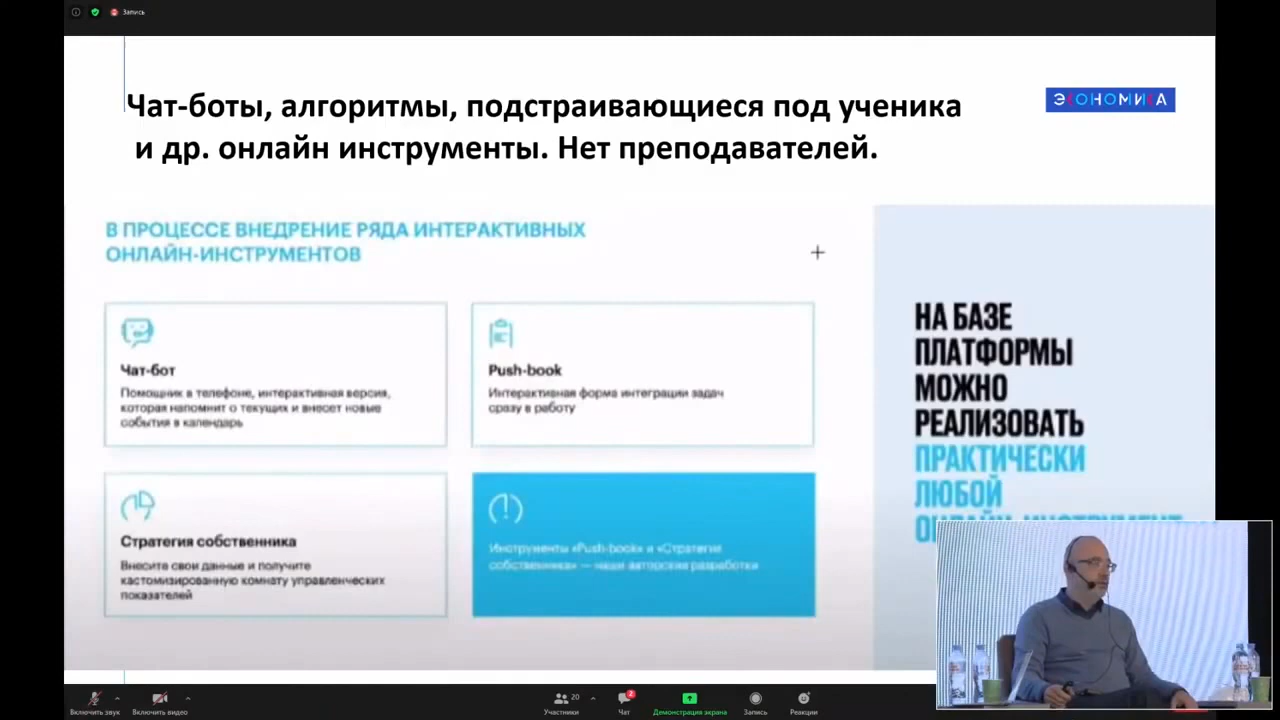 Запись
Чат-боты, алгоритмы, подстраивающиеся под ученика
и др. онлайн инструменты. Нет преподавателей.
ЭКОНОМИКА
В ПРОЦЕССЕ ВНЕДРЕНИЕ РЯДА ИНТЕРАКТИВНЫХ
ОНЛАЙН-ИНСТРУМЕНТОВ
Чат-бот
Помощник в телефоне, интерактивная версия,
которая напомнит о текущих и внесет новые
события в календарь
Push-book
Интерактивная форма интеграции задач
сразу в работу
Стратегия собственника
Внесите свои данные и получите
кастомизированную комнату управленческих
показателей
Инструменты «Push-book» и «Стратегия
собственника» — наши авторские разработки
НА БАЗЕ
ПЛАТФОРМЫ
МОЖНО
РЕАЛИЗОВАТЬ
ПРАКТИЧЕСКИ
ЛЮБОЙ
Включить звук
Включить видео
20
Участники
2
Чат
Демонстрация экрана
Запись
Реакции